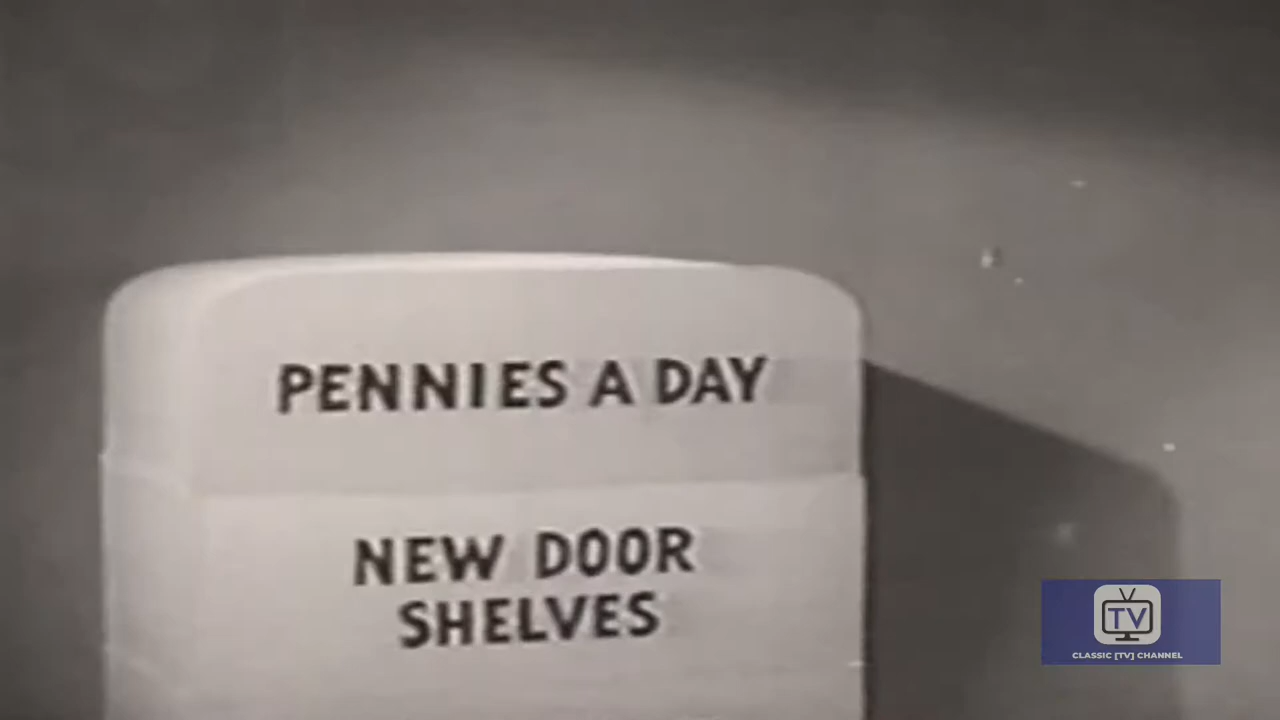 PENNIES A DAY
NEW DOOR
SHELVES
TV
CLASSIC [TV] CHANNEL